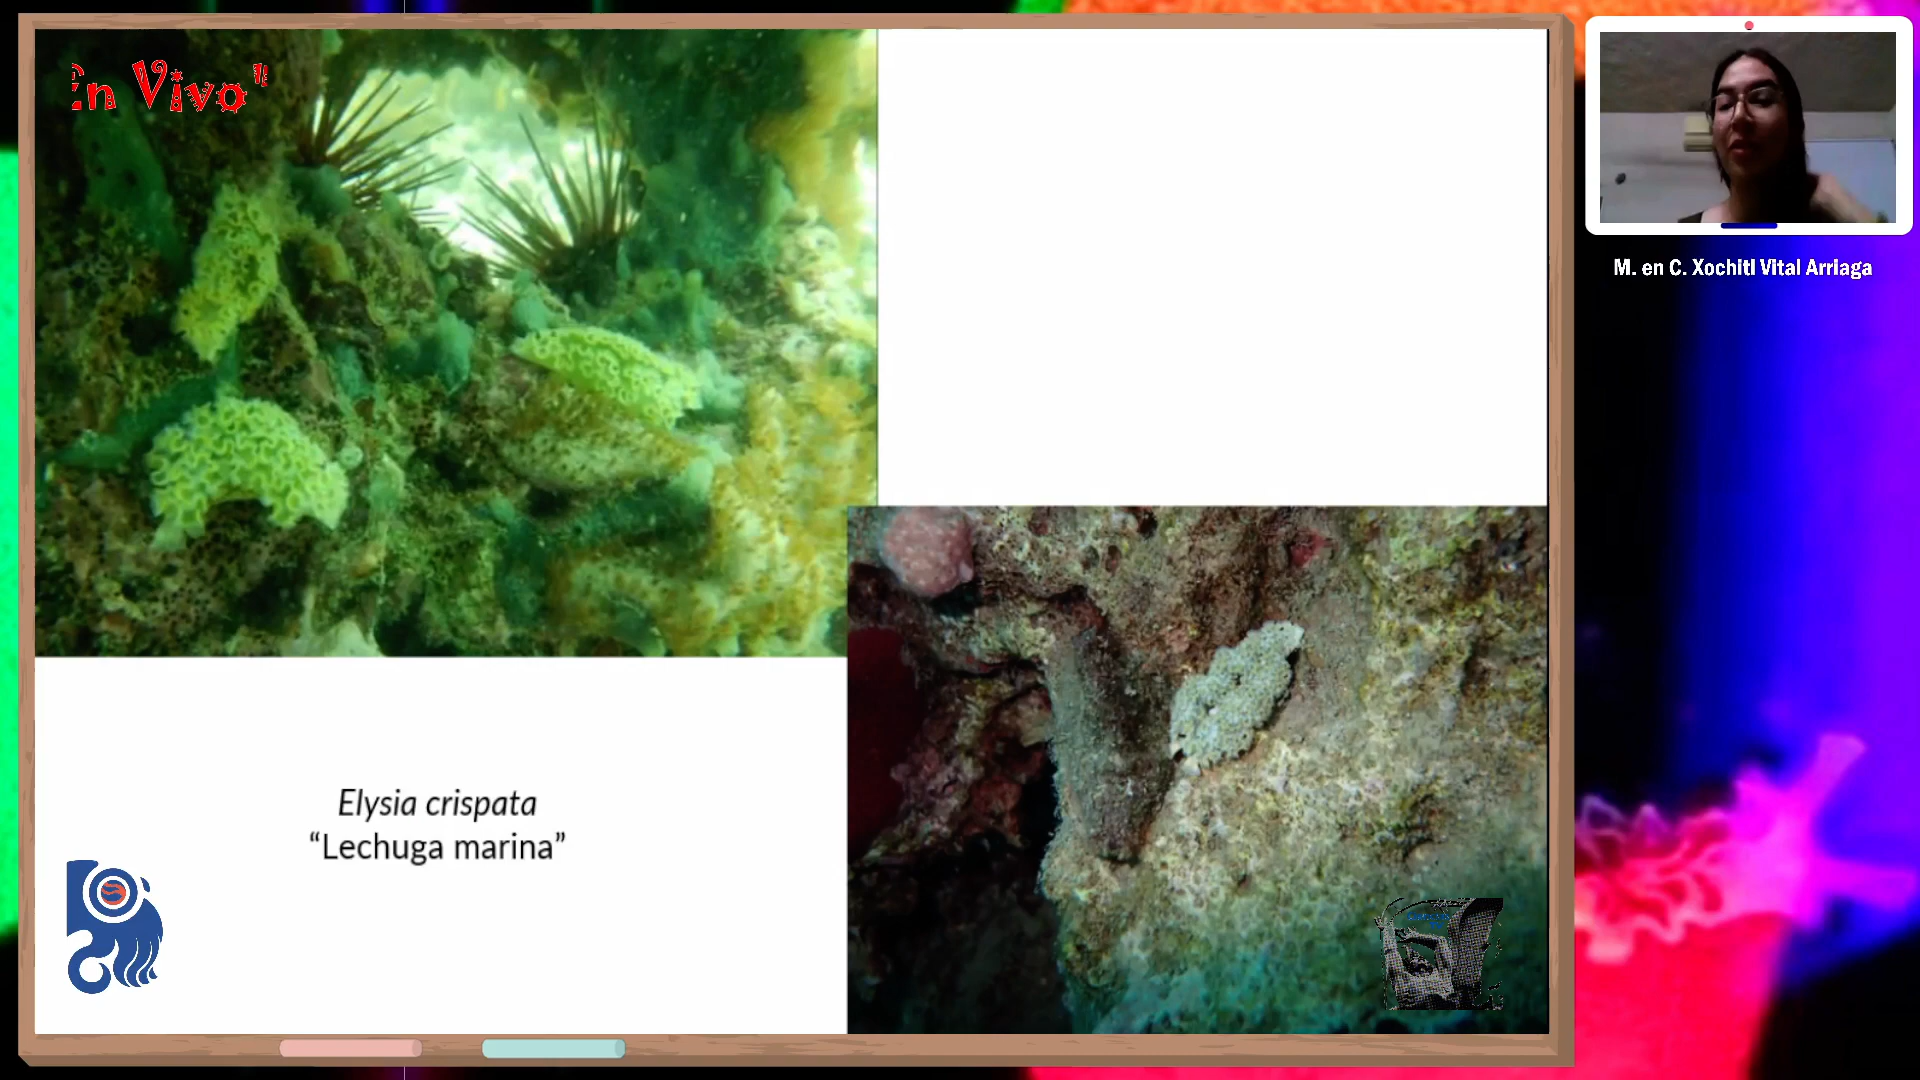 En Vivo"
M. en C. Xochitl Vital Arriaga
Elysia crispata
“Lechuga marina”